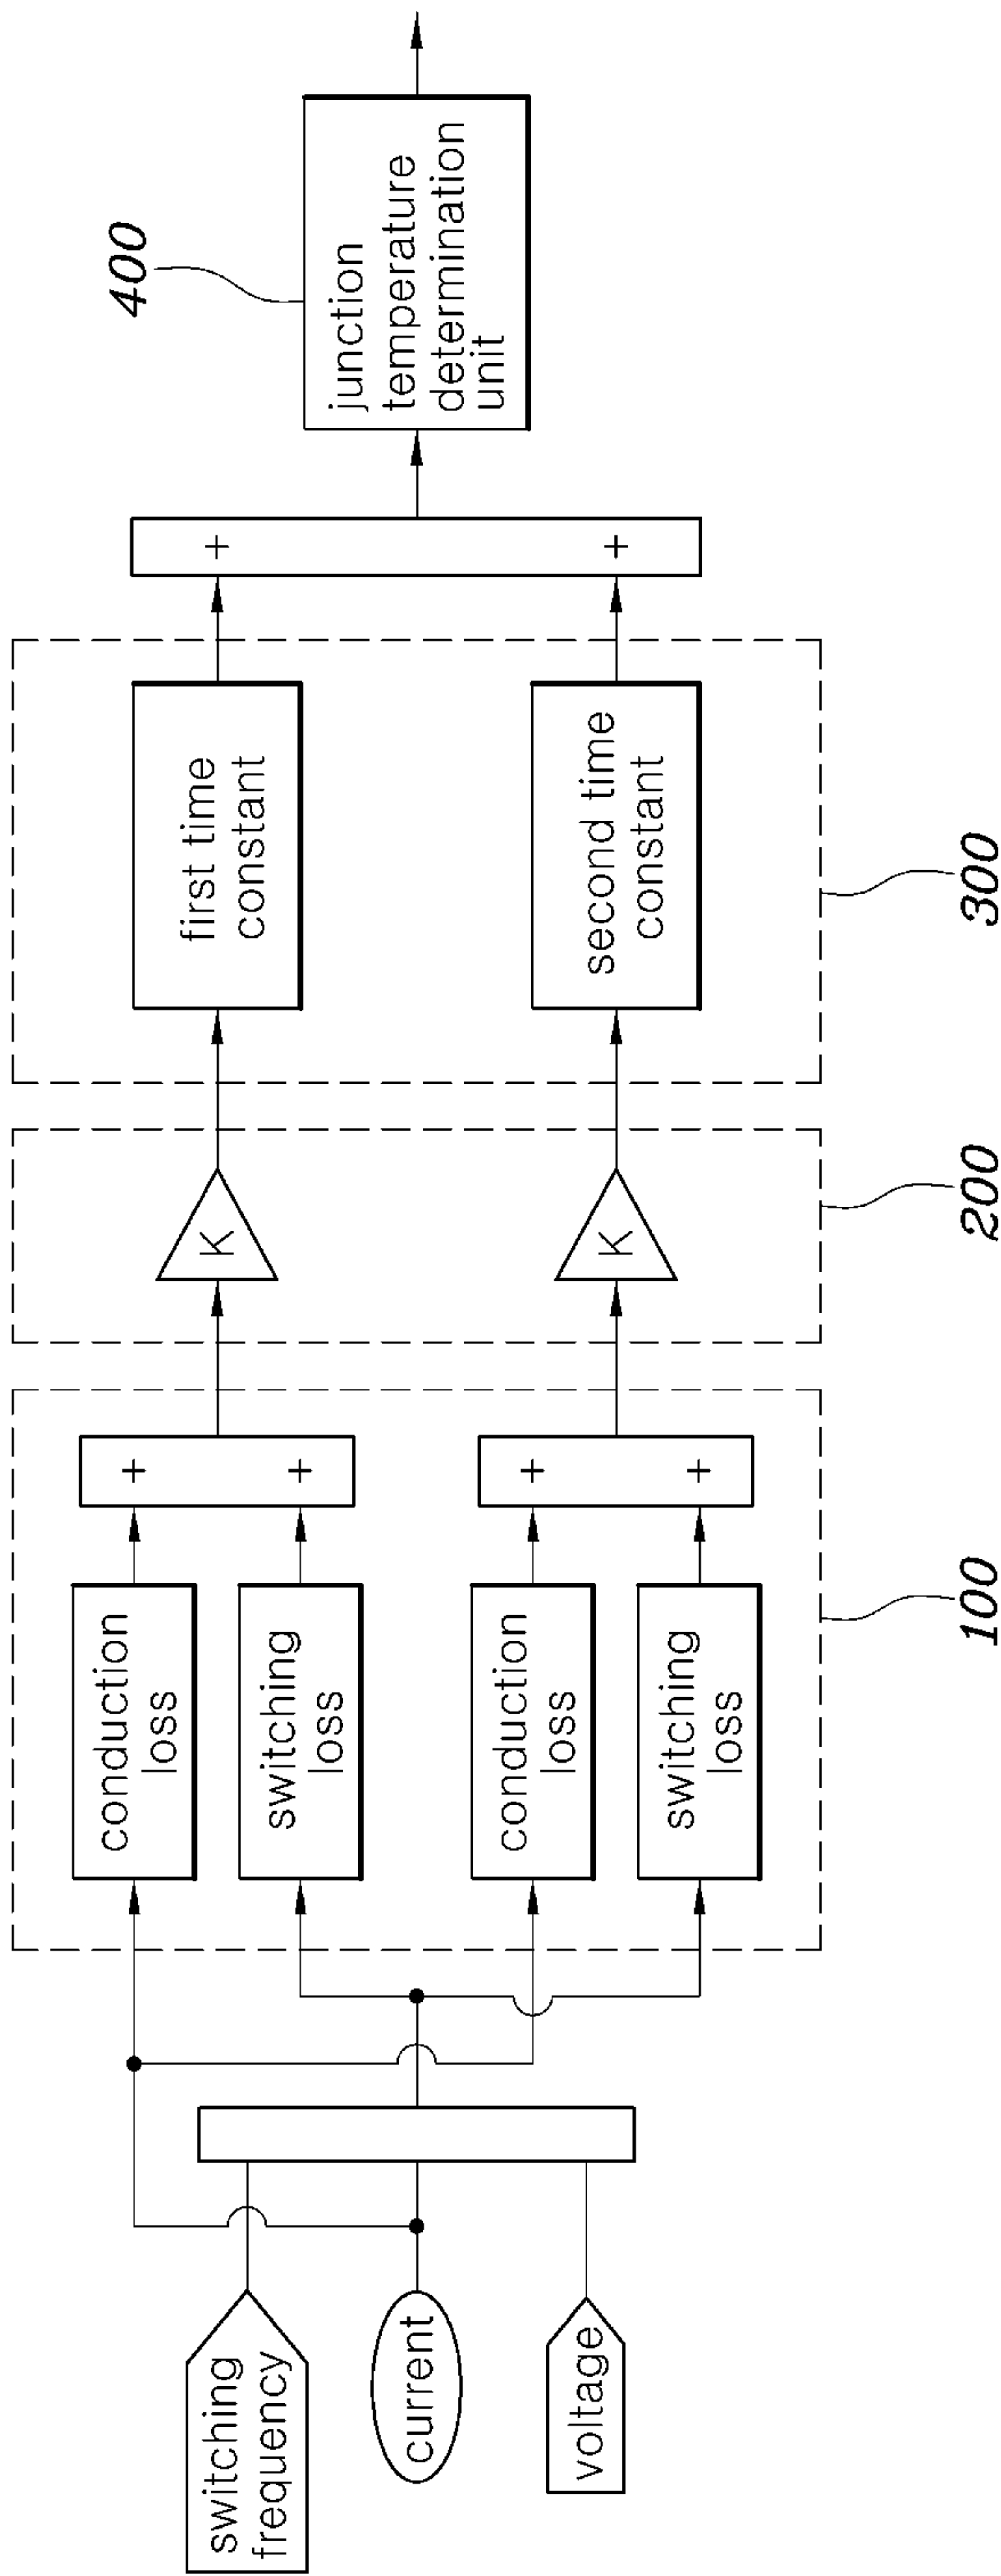 switching
frequency
current
voltage
conduction
loss
switching
loss
conduction
loss
switching
loss
+
+
+
+
100
K
K
200
first time
constant
second time
constant
300
+
+
junction
temperature
determination
unit
400